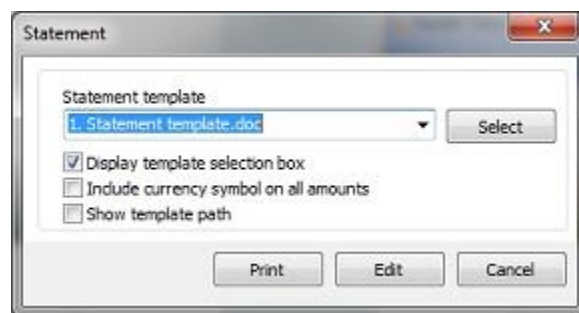 Statement
Statement template
1. Statement template.doc
Select
Display template selection box
Include currency symbol on all amounts
Show template path
Print Edit Cancel